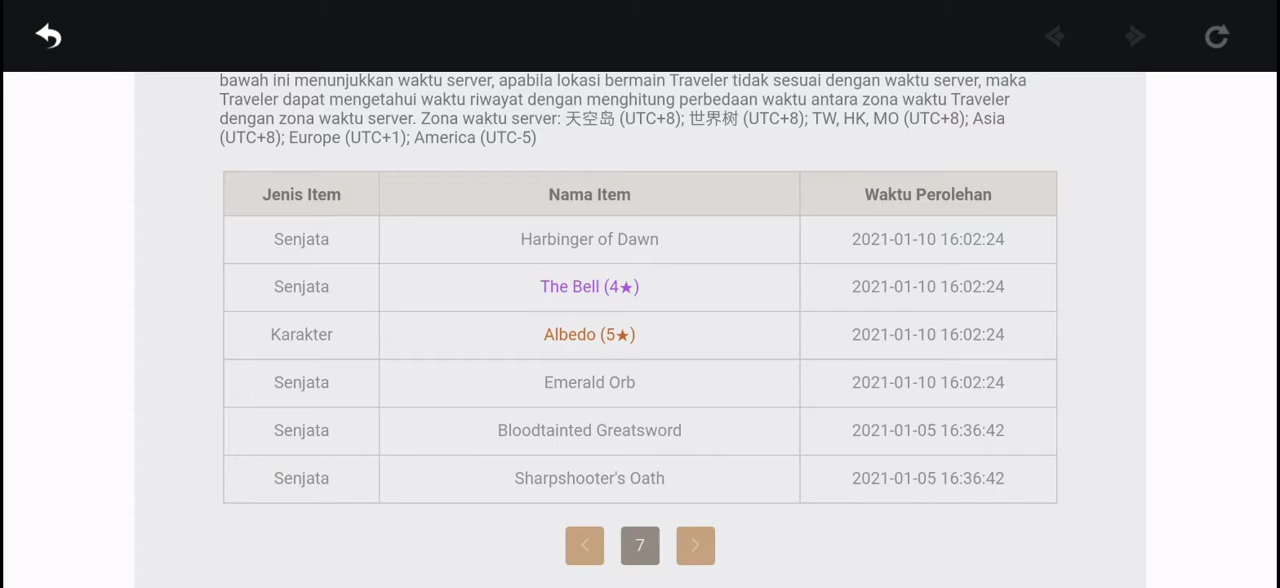 bawah ini menunjukkan waktu server, apabila lokasi bermain Traveler tidak sesuai dengan waktu server, maka
Traveler dapat mengetahui waktu riwayat dengan menghitung perbedaan waktu antara zona waktu Traveler
dengan zona waktu server. Zona waktu server: 天空岛 (UTC+8); 世界树 (UTC+8); TW, HK, MO (UTC+8); Asia
(UTC+8); Europe (UTC+1); America (UTC-5)
Jenis Item Nama Item Waktu Perolehan
Senjata Harbinger of Dawn 2021-01-10 16:02:24
Senjata The Bell (4★) 2021-01-10 16:02:24
Karakter Albedo (5★) 2021-01-10 16:02:24
Senjata Emerald Orb 2021-01-10 16:02:24
Senjata Bloodtainted Greatsword 2021-01-05 16:36:42
Senjata Sharpshooter's Oath 2021-01-05 16:36:42
7